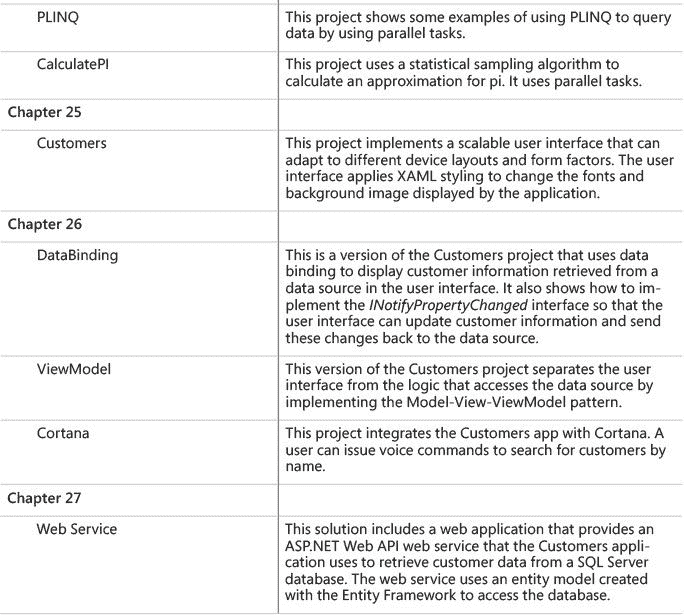 PLINQ
This project shows some examples of using PLINQ to query
data by using parallel tasks.
CalculatePI
This project uses a statistical sampling algorithm to
calculate an approximation for pi. It uses parallel tasks.
Chapter 25
Customers
This project implements a scalable user interface that can
adapt to different device layouts and form factors. The user
interface applies XAML styling to change the fonts and
background image displayed by the application.
Chapter 26
DataBinding
This is a version of the Customers project that uses data
binding to display customer information retrieved from a
data source in the user interface. It also shows how to im-
plement the INotifyPropertyChanged interface so that the
user interface can update customer information and send
these changes back to the data source.
ViewModel
This version of the Customers project separates the user
interface from the logic that accesses the data source by
implementing the Model-View-ViewModel pattern.
Cortana
This project integrates the Customers app with Cortana. A
user can issue voice commands to search for customers by
name.
Chapter 27
Web Service
This solution includes a web application that provides an
ASP.NET Web API web service that the Customers appli-
cation uses to retrieve customer data from a SQL Server
database. The web service uses an entity model created
with the Entity Framework to access the database.